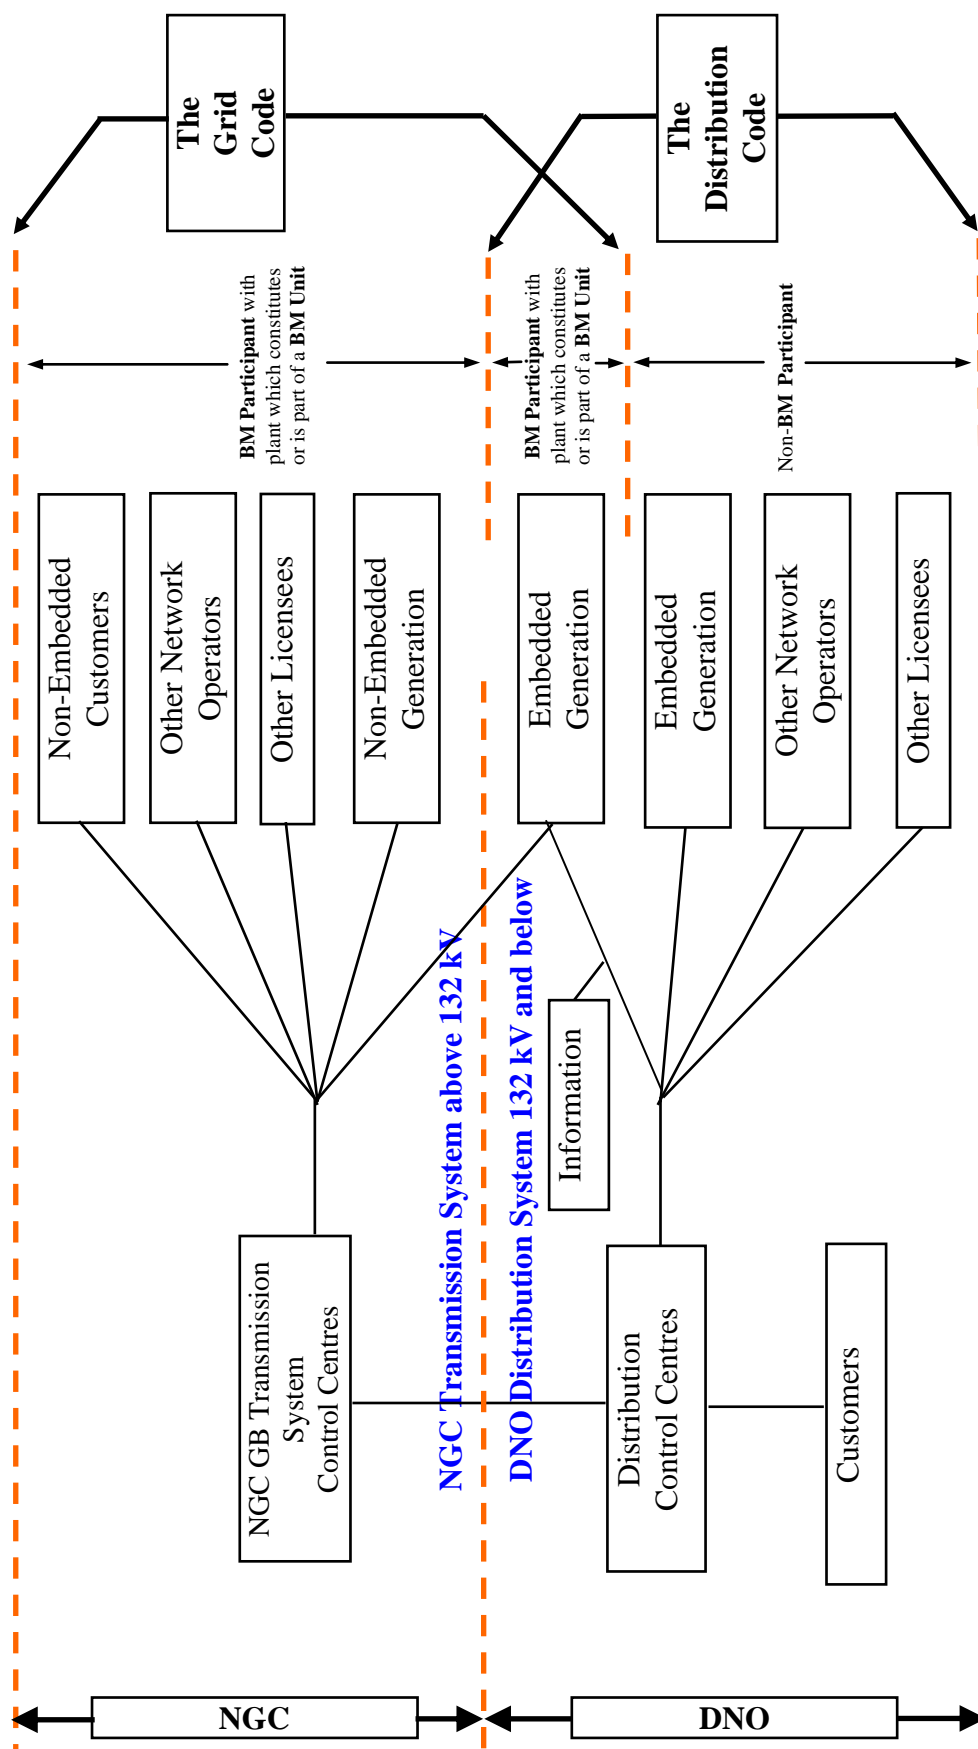 NGC
DNO
NGC GB Transmission
System
Control Centres
Distribution
Control Centres
Customers
NGC Transmission System above 132 kV
DNO Distribution System 132 kV and below
Information
Non-Embedded
Customers
Other Network
Operators
Other Licensees
Non-Embedded
Generation
Embedded
Generation
Embedded
Generation
Other Network
Operators
Other Licensees
BM Participant with
plant which constitutes
or is part of a BM Unit
BM Participant with
plant which constitutes
or is part of a BM Unit
Non-BM Participant
The
Grid
Code
The
Distribution
Code